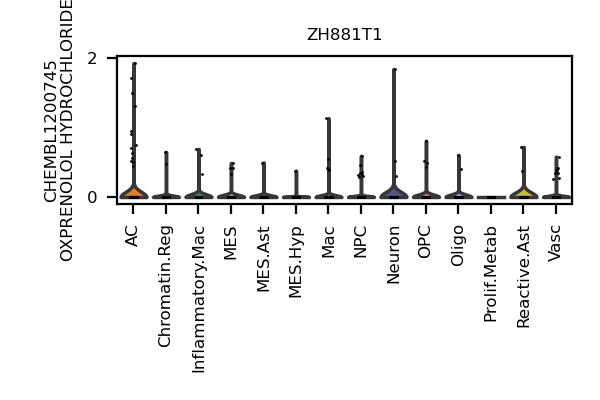 ZH881T1
CHEMBL1200745
OXPRENOLOL HYDROCHLORIDE
2
0
AC
Chromatin.Reg
Inflammatory.Mac
MES
MES.Ast
MES.Hyp
Mac
NPC
Neuron
OPC
Oligo
Prolif.Metab
Reactive.Ast
Vasc